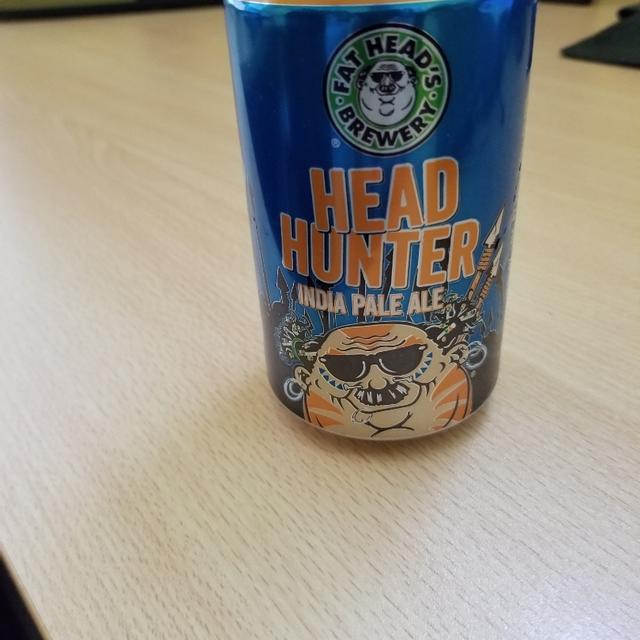 FAT HEAD'S
BREWERY
®
HEAD
HUNTER
INDIA PALE ALE